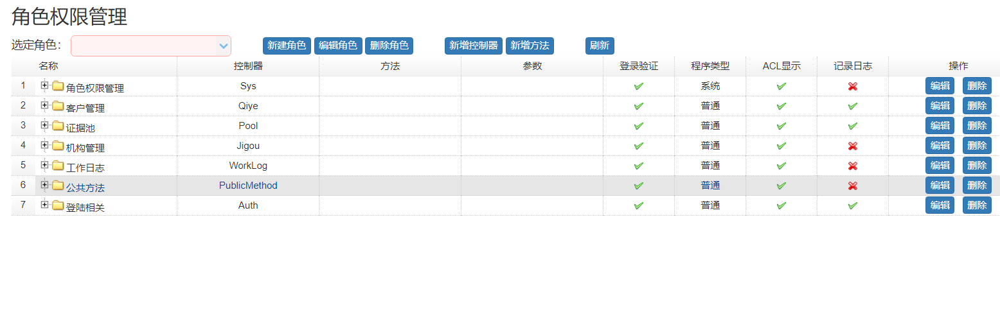 角色权限管理
选定角色： 新建角色 编辑角色 删除角色 新增控制器 新增方法 刷新
名称 控制器 方法 参数 登录验证 程序类型 ACL显示 记录日志 操作
1 角色权限管理 Sys 系统 编辑 删除
2 客户管理 Qiye 普通 编辑 删除
3 证据池 Pool 普通 编辑 删除
4 机构管理 Jigou 普通 编辑 删除
5 工作日志 WorkLog 普通 编辑 删除
6 公共方法 PublicMethod 普通 编辑 删除
7 登陆相关 Auth 普通 编辑 删除